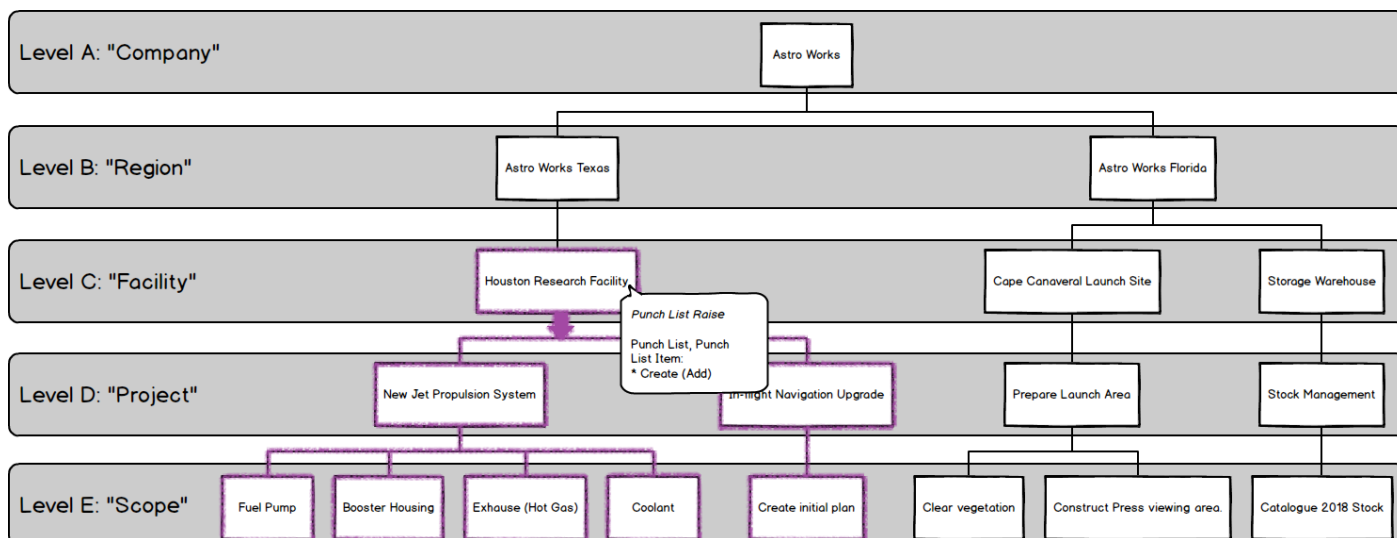 Level A: "Company"
Astro Works
Level B: "Region"
Astro Works Texas
Astro Works Florida
Level C: "Facility"
Houston Research Facility
Cape Canaveral Launch Site
Storage Warehouse
Punch List Raise
Punch List, Punch
List Item:
* Create (Add)
Level D: "Project"
New Jet Propulsion System
In-flight Navigation Upgrade
Prepare Launch Area
Stock Management
Level E: "Scope"
Fuel Pump
Booster Housing
Exhause (Hot Gas)
Coolant
Create initial plan
Clear vegetation
Construct Press viewing area.
Catalogue 2018 Stock